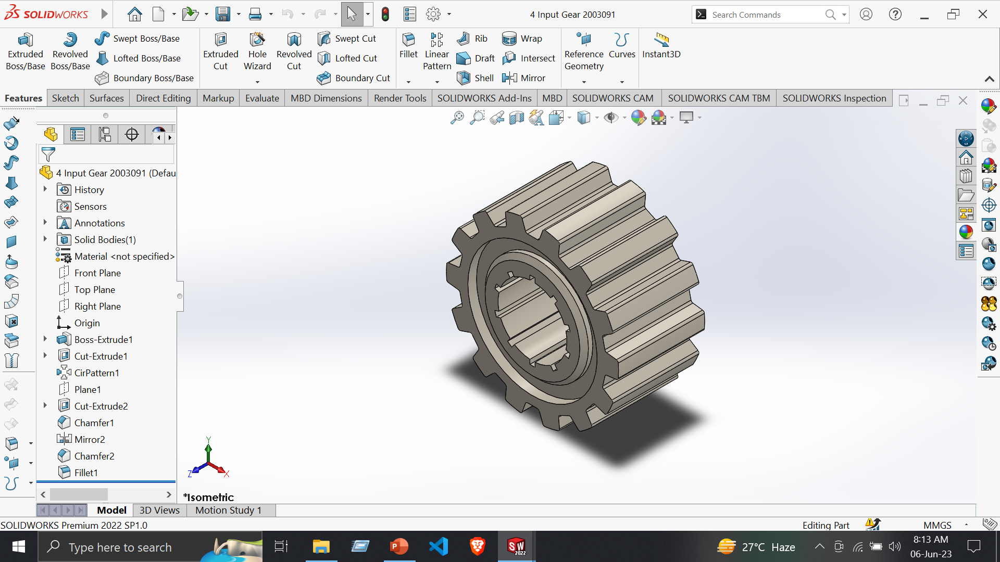 SOLIDWORKS
4 Input Gear 2003091
Search Commands
Extruded Boss/Base
Revolved Boss/Base
Swept Boss/Base
Lofted Boss/Base
Boundary Boss/Base
Extruded Cut
Hole Wizard
Revolved Cut
Swept Cut
Lofted Cut
Boundary Cut
Fillet
Linear Pattern
Rib
Draft
Shell
Wrap
Intersect
Mirror
Reference Geometry
Curves
Instant3D
Features
Sketch
Surfaces
Direct Editing
Markup
Evaluate
MBD Dimensions
Render Tools
SOLIDWORKS Add-Ins
MBD
SOLIDWORKS CAM
SOLIDWORKS CAM TBM
SOLIDWORKS Inspection
4 Input Gear 2003091 (Defau
History
Sensors
Annotations
Solid Bodies(1)
Material <not specified>
Front Plane
Top Plane
Right Plane
Origin
Boss-Extrude1
Cut-Extrude1
CirPattern1
Plane1
Cut-Extrude2
Chamfer1
Mirror2
Chamfer2
Fillet1
Y
Z
X
*Isometric
Model
3D Views
Motion Study 1
SOLIDWORKS Premium 2022 SP1.0
Editing Part
MMGS
Type here to search
P
SW
2022
27°C Haze
8:13 AM
06-Jun-23